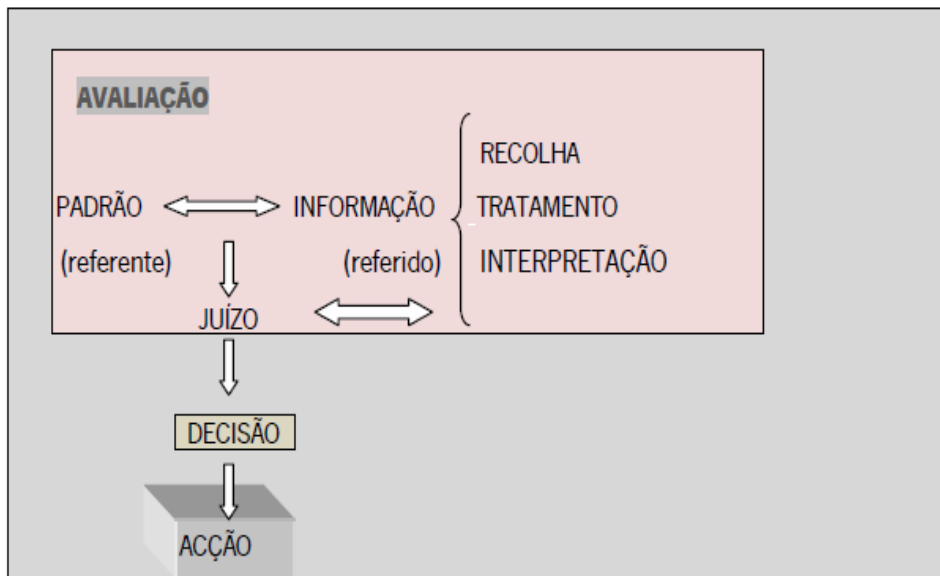 AVALIAÇÃO
RECOLHA
PADRÃO INFORMAÇÃO TRATAMENTO
(referente) (referido) INTERPRETAÇÃO
JUÍZO
DECISÃO
ACÇÃO